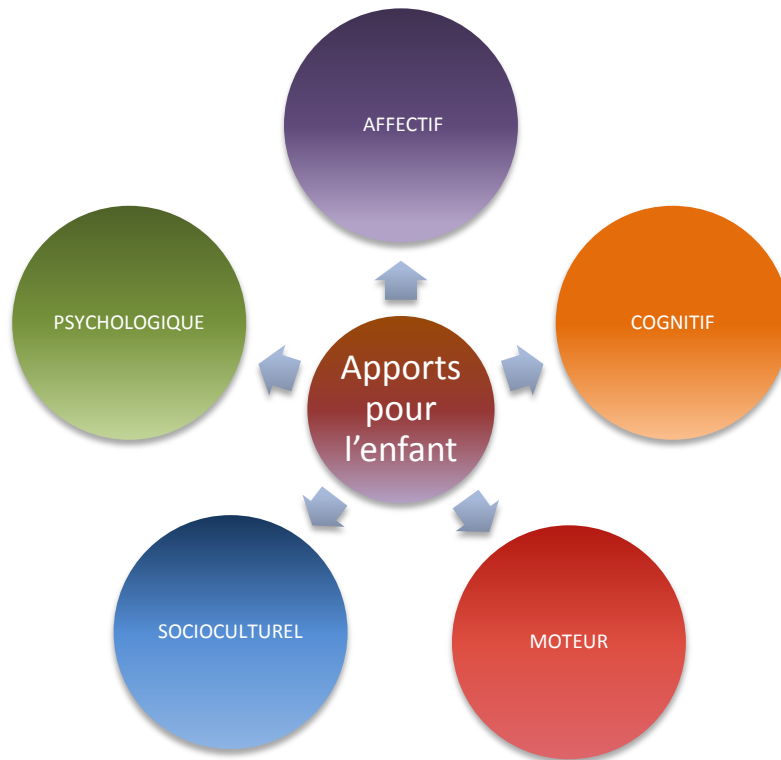 AFFECTIF
PSYCHOLOGIQUE
COGNITIF
Apports
pour
l'enfant
SOCIOCULTUREL
MOTEUR